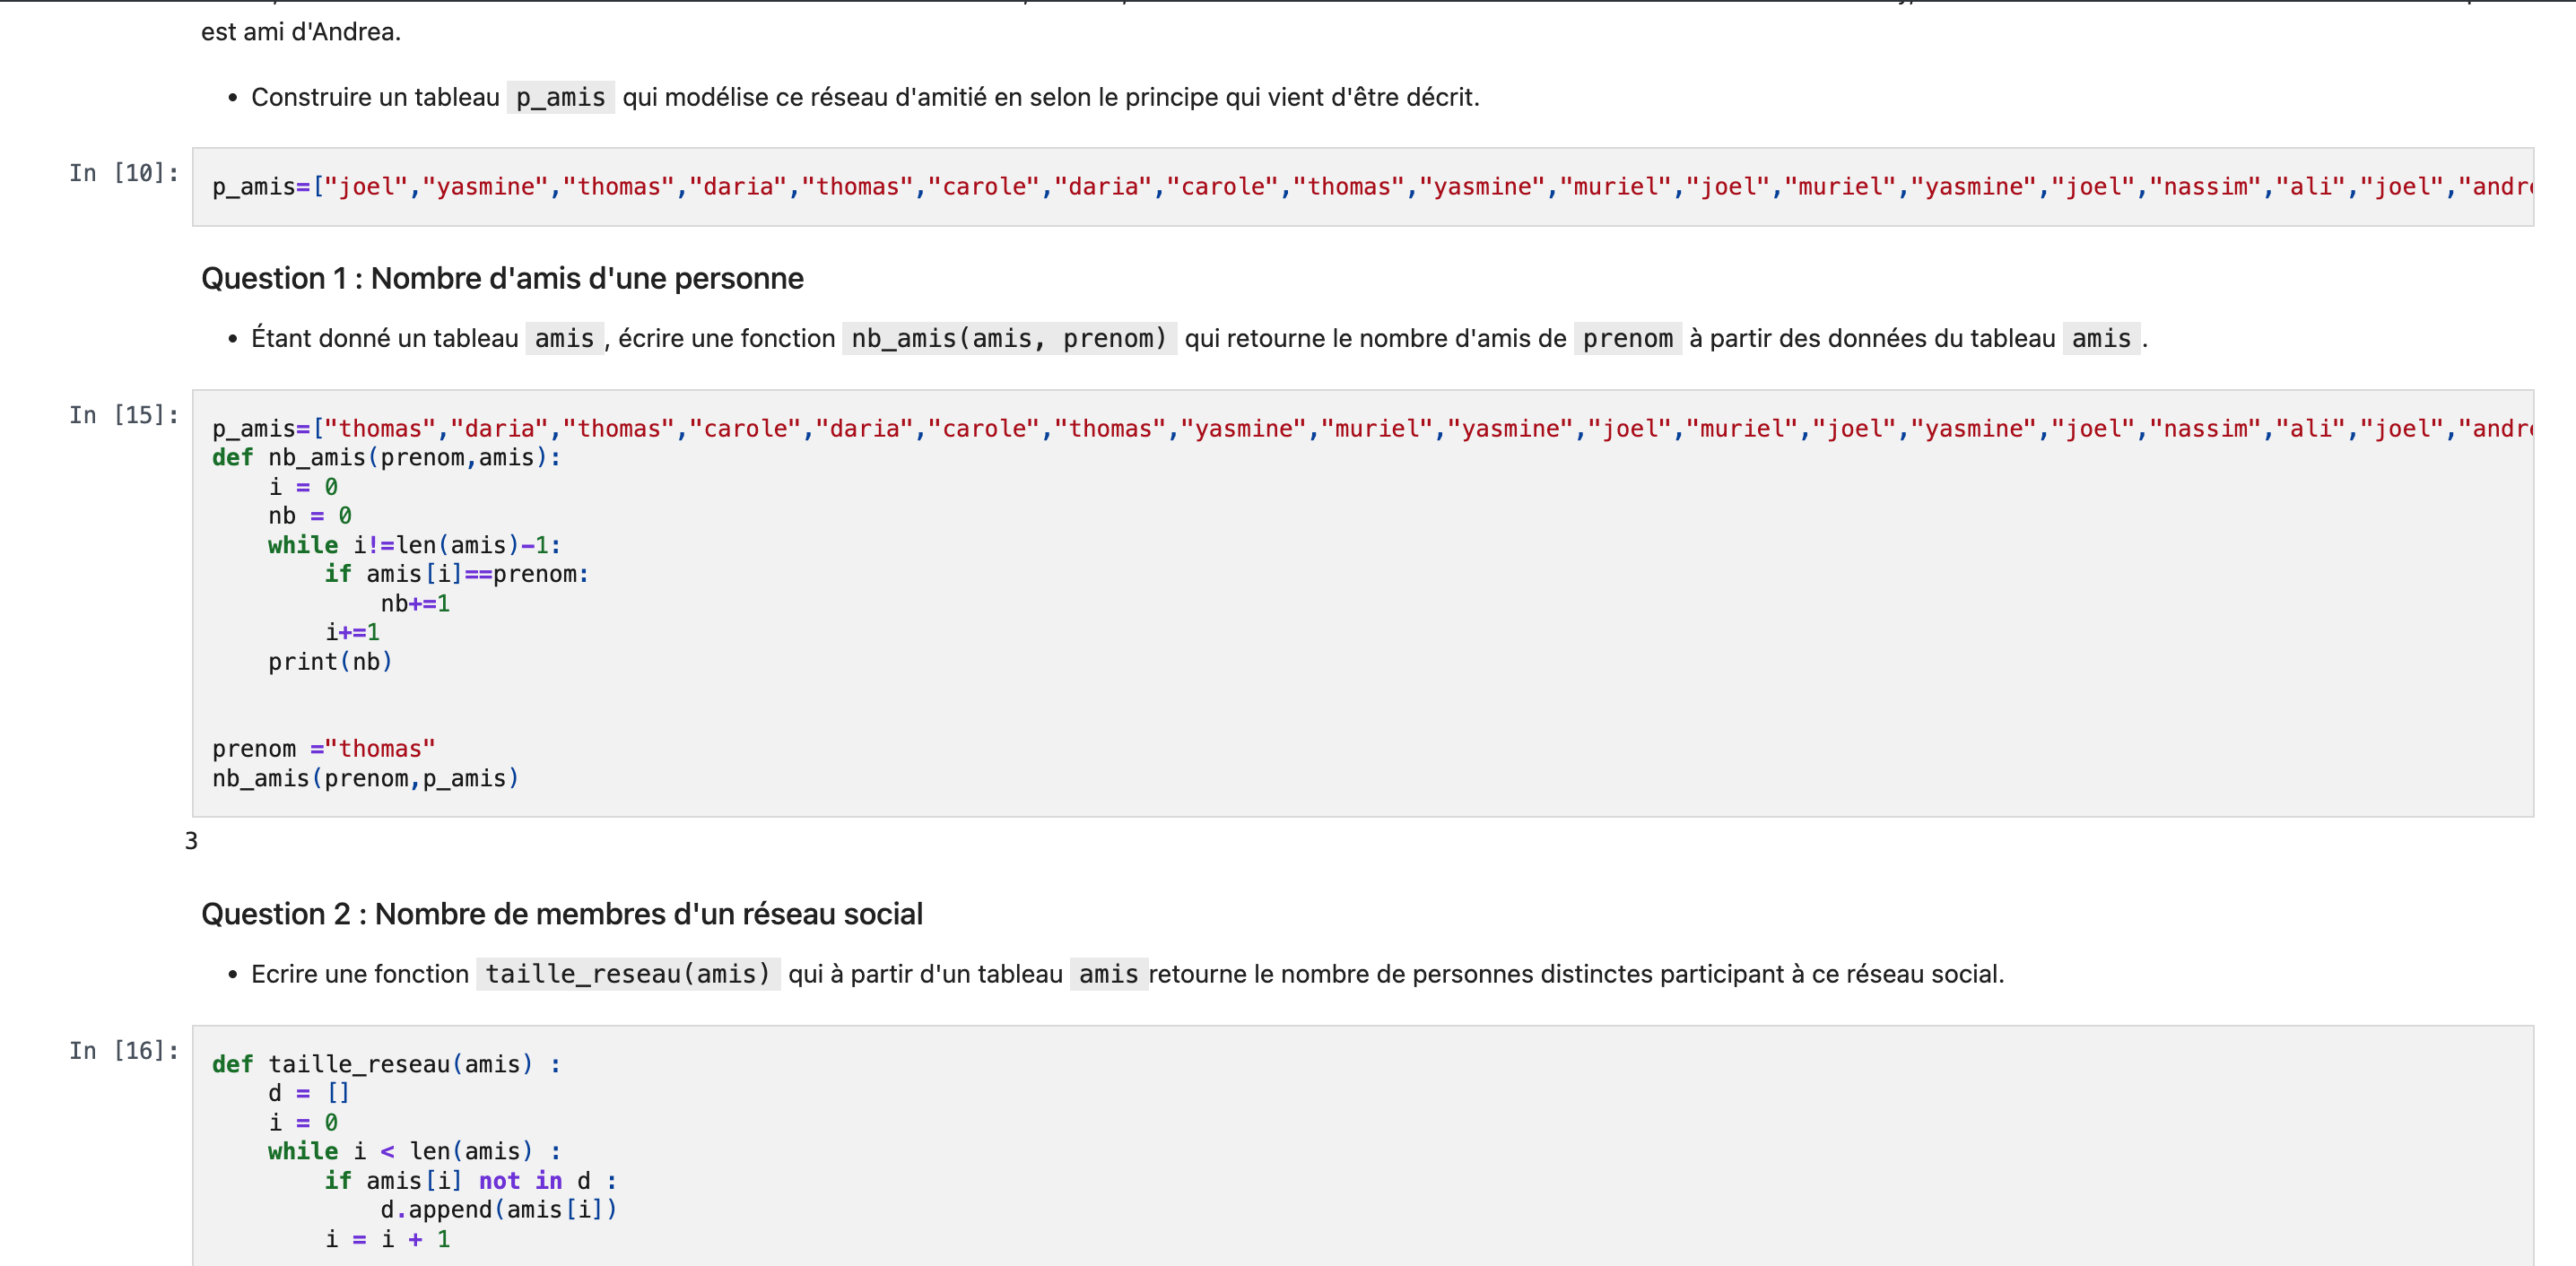 est ami d'Andrea.
• Construire un tableau p_amis qui modélise ce réseau d'amitié en selon le principe qui vient d'être décrit.
In [10]:
p_amis=["joel","yasmine","thomas","daria","thomas","carole","daria","carole","thomas","yasmine","muriel","joel","muriel","yasmine","joel","nassim","ali","joel","andr
Question 1 : Nombre d'amis d'une personne
• Étant donné un tableau amis , écrire une fonction nb_amis(amis, prenom) qui retourne le nombre d'amis de prenom à partir des données du tableau amis .
In [15]:
p_amis=["thomas","daria","thomas","carole","daria","carole","thomas","yasmine","muriel","yasmine","joel","muriel","joel","yasmine","joel","nassim","ali","joel","andr
def nb_amis(prenom,amis):
    i = 0
    nb = 0
    while i!=len(amis)-1:
        if amis[i]==prenom:
            nb+=1
        i+=1
    print(nb)
prenom ="thomas"
nb_amis(prenom,p_amis)
3
Question 2 : Nombre de membres d'un réseau social
• Ecrire une fonction taille_reseau(amis) qui à partir d'un tableau amis retourne le nombre de personnes distinctes participant à ce réseau social.
In [16]:
def taille_reseau(amis) :
    d = []
    i = 0
    while i < len(amis) :
        if amis[i] not in d :
            d.append(amis[i])
        i = i + 1